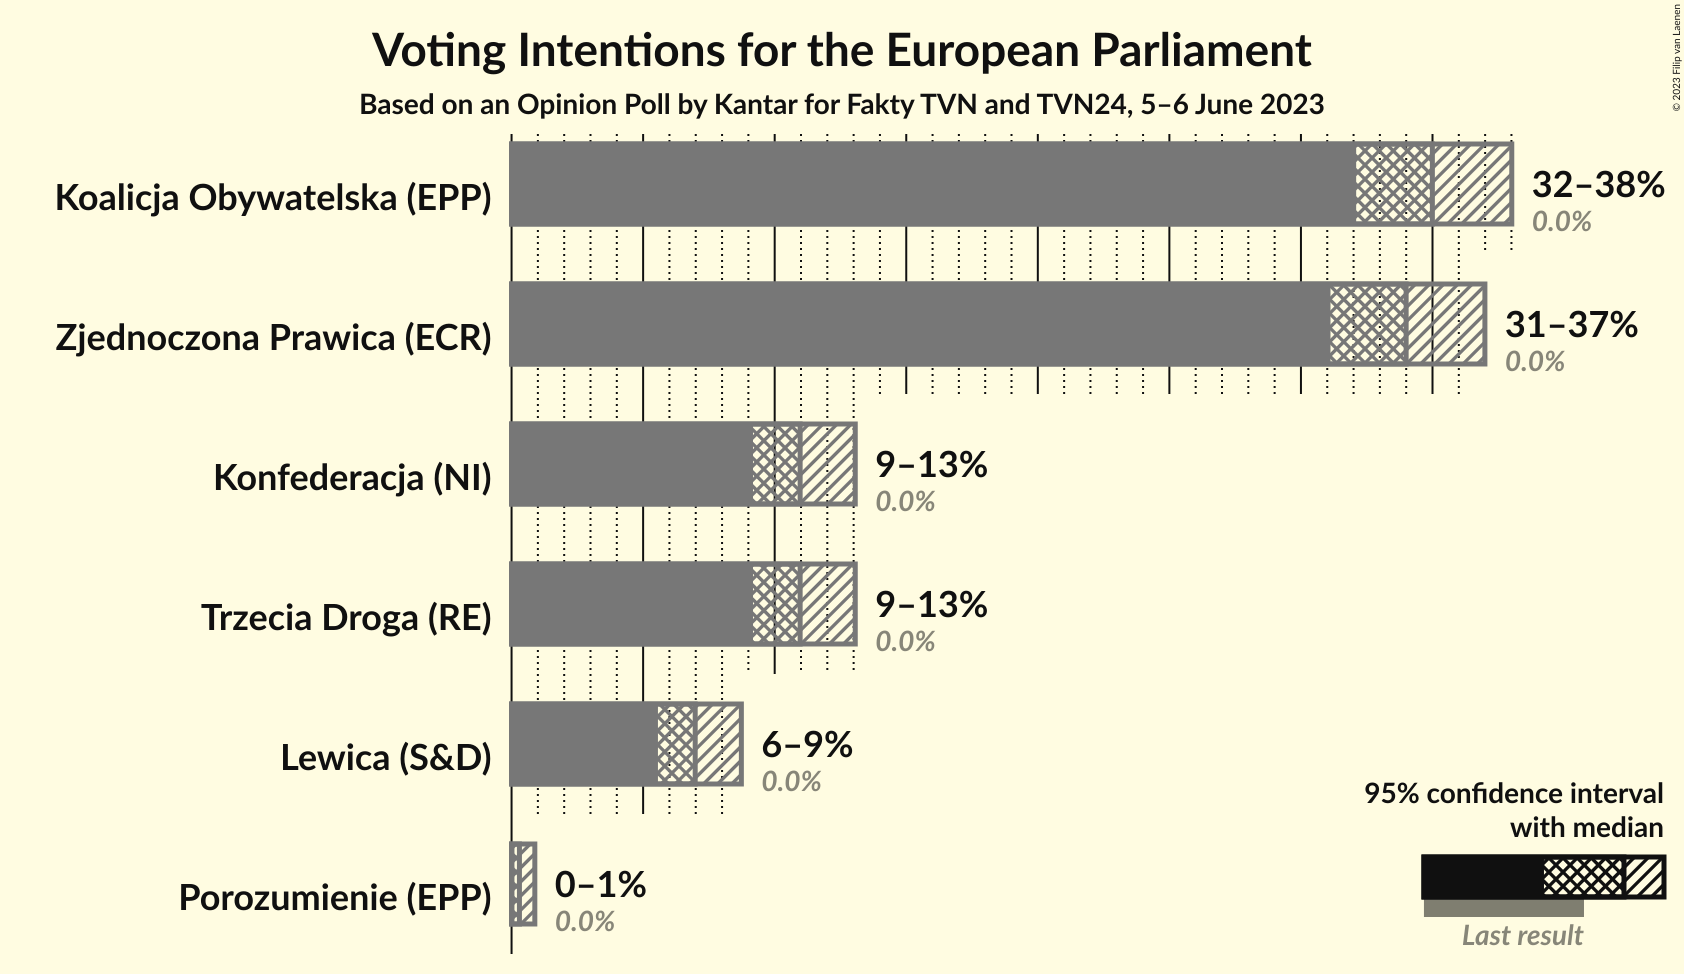 Voting Intentions for the European Parliament
Based on an Opinion Poll by Kantar for Fakty TVN and TVN24, 5–6 June 2023
© 2023 Filip van Laenen
Koalicja Obywatelska (EPP)
32–38%
0.0%
Zjednoczona Prawica (ECR)
31–37%
0.0%
Konfederacja (NI)
9–13%
0.0%
Trzecia Droga (RE)
9–13%
0.0%
Lewica (S&D)
6–9%
0.0%
Porozumienie (EPP)
0–1%
0.0%
95% confidence interval
with median
Last result